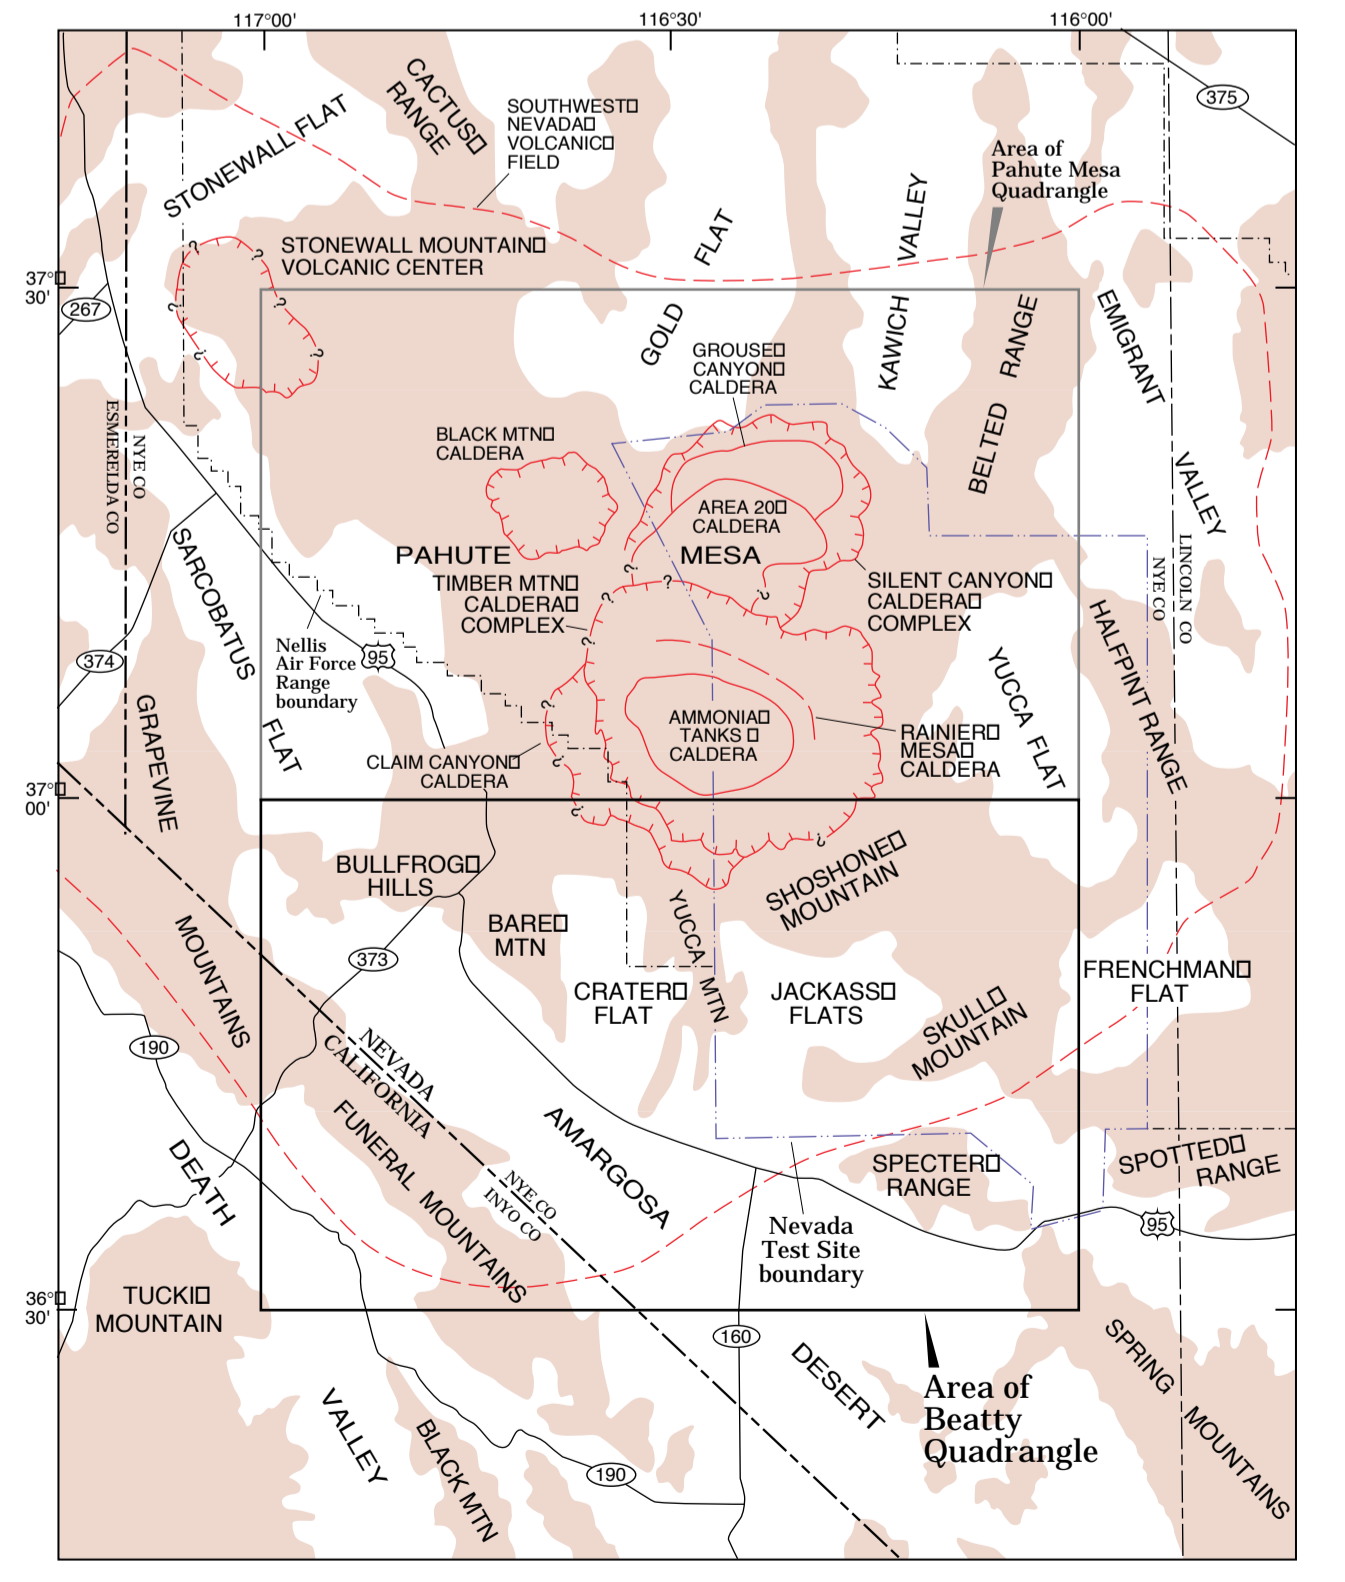 117°00'
116°30'
116°00'
375
CACTUS□
RANGE
SOUTHWEST□
NEVADA□
VOLCANIC□
FIELD
STONEWALL FLAT
Area of
Pahute Mesa
Quadrangle
STONEWALL MOUNTAIN□
VOLCANIC CENTER
?
?
?
?
?
?
37°□
30'
267
GOLD FLAT
KAWICH VALLEY
BELTED RANGE
EMIGRANT VALLEY
GROUSE□
CANYON□
CALDERA
ESMERELDA CO
NYE CO
BLACK MTN□
CALDERA
AREA 20□
CALDERA
PAHUTE MESA
TIMBER MTN□
CALDERA□
COMPLEX
?
?
?
?
?
SILENT CANYON□
CALDERA□
COMPLEX
LINCOLN CO
NYE CO
SARCOBATUS FLAT
Nellis
Air Force
Range
boundary
95
374
HALFPINT RANGE
YUCCA FLAT
AMMONIA□
TANKS □
CALDERA
RAINIER□
MESA□
CALDERA
CLAIM CANYON□
CALDERA
?
?
?
?
37°□
00'
GRAPEVINE MOUNTAINS
BULLFROG□
HILLS
SHOSHONE□
MOUNTAIN
BARE□
MTN
YUCCA MTN
373
CRATER□
FLAT
JACKASS□
FLATS
FRENCHMAN□
FLAT
SKULL□
MOUNTAIN
190
NEVADA
CALIFORNIA
FUNERAL MOUNTAINS
AMARGOSA DESERT
DEATH VALLEY
NYE CO
INYO CO
SPECTER□
RANGE
SPOTTED□
RANGE
95
Nevada
Test Site
boundary
36°□
30'
TUCKI□
MOUNTAIN
160
SPRING MOUNTAINS
Area of
Beatty
Quadrangle
BLACK MTN
190